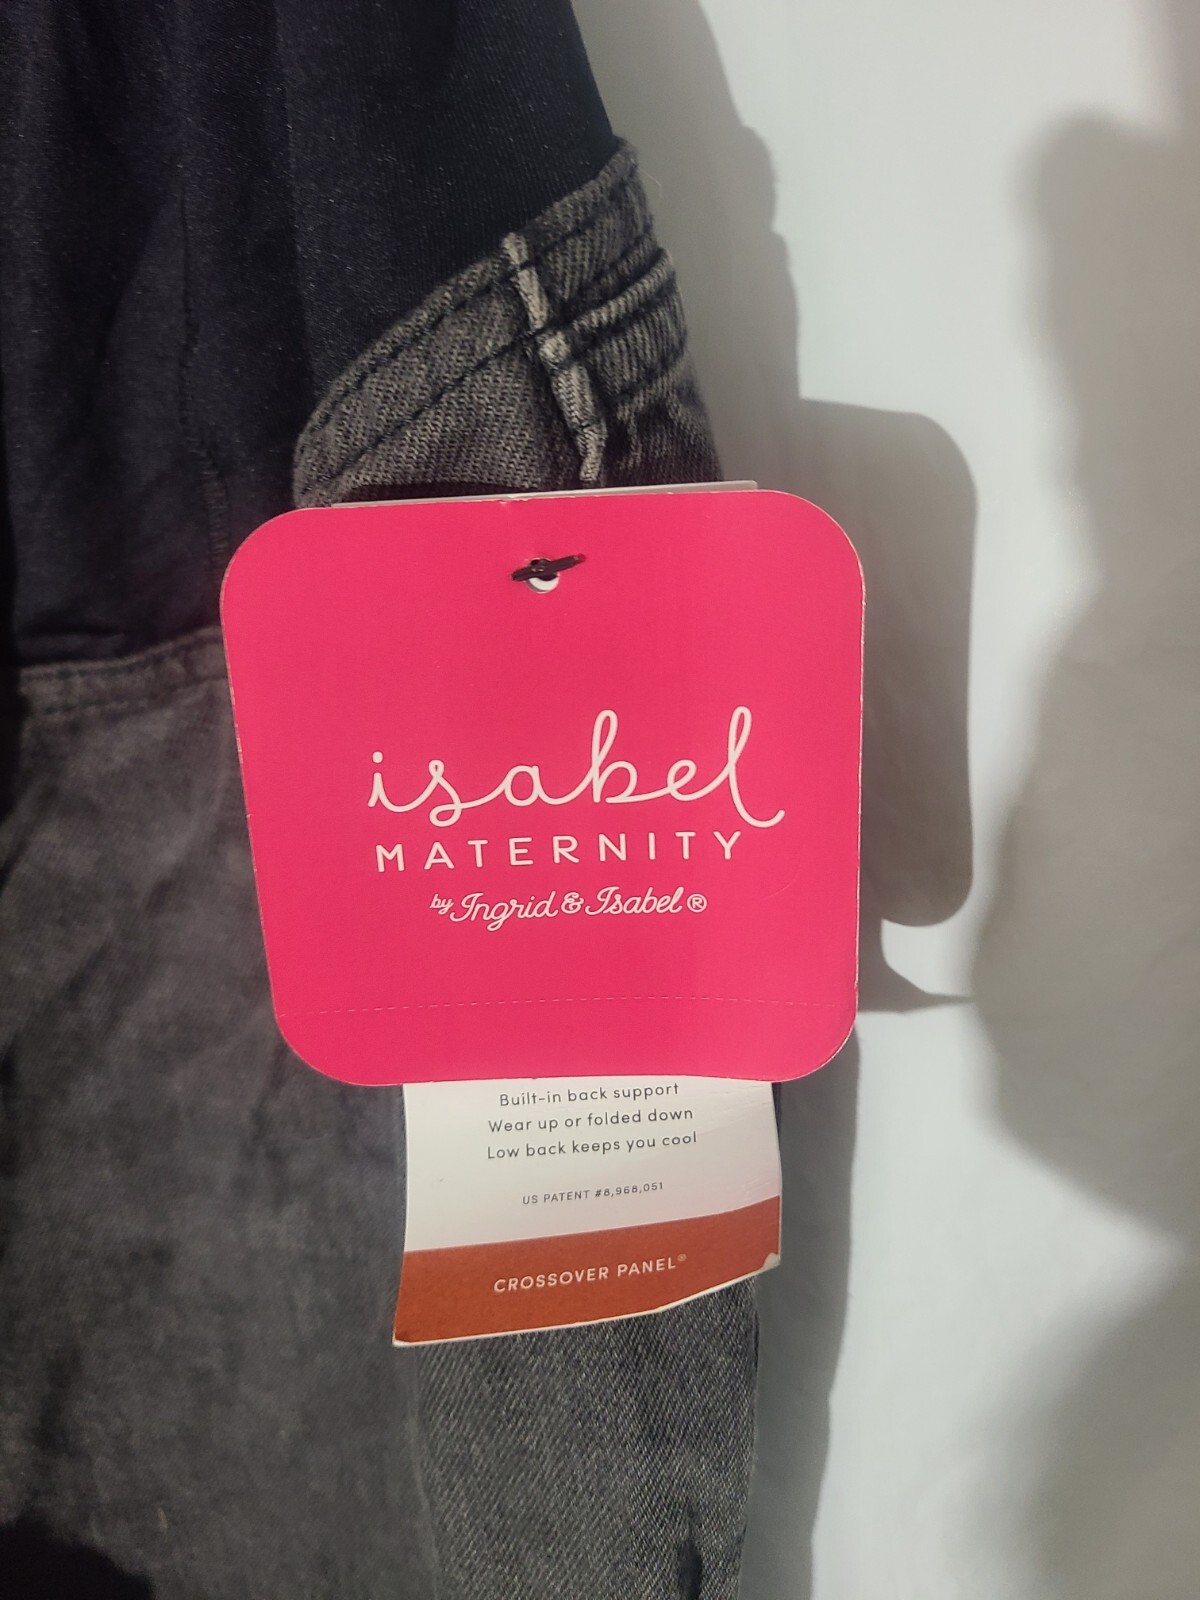 isabel
MATERNITY
by Ingrid & Isabel®
Built-in back support
Wear up or folded down
Low back keeps you cool
US PATENT #8,968,051
CROSSOVER PANEL®